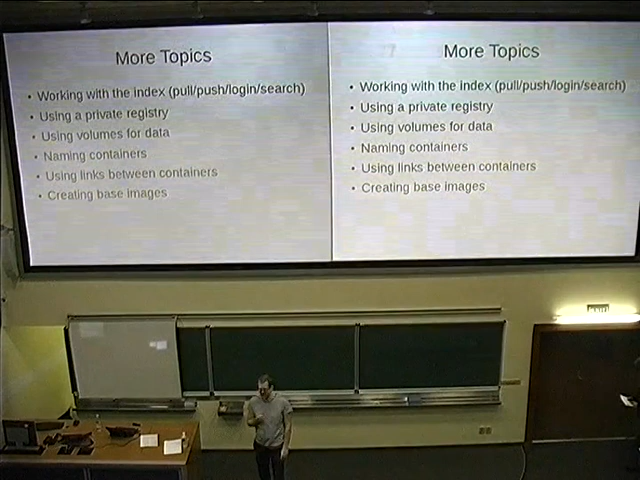 More Topics
• Working with the index (pull/push/login/search)
• Using a private registry
• Using volumes for data
• Naming containers
• Using links between containers
• Creating base images
More Topics
• Working with the index (pull/push/login/search)
• Using a private registry
• Using volumes for data
• Naming containers
• Using links between containers
• Creating base images